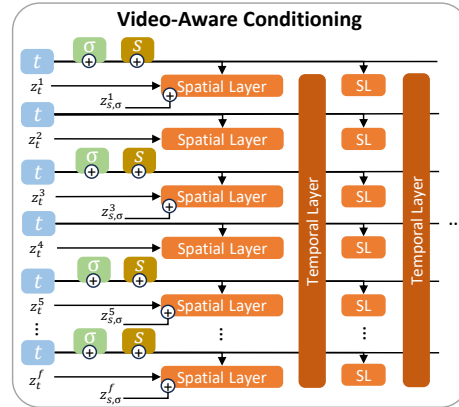 Video-Aware Conditioning
t σ s
z_t^1 Spatial Layer SL
z_{s,σ}^1
t
z_t^2 Spatial Layer SL
t σ s
z_t^3 Spatial Layer SL
z_{s,σ}^3
t
z_t^4 Spatial Layer SL
t σ s
z_t^5 Spatial Layer SL
z_{s,σ}^5
t σ s
z_t^f Spatial Layer SL
z_{s,σ}^f
Temporal Layer
Temporal Layer
...